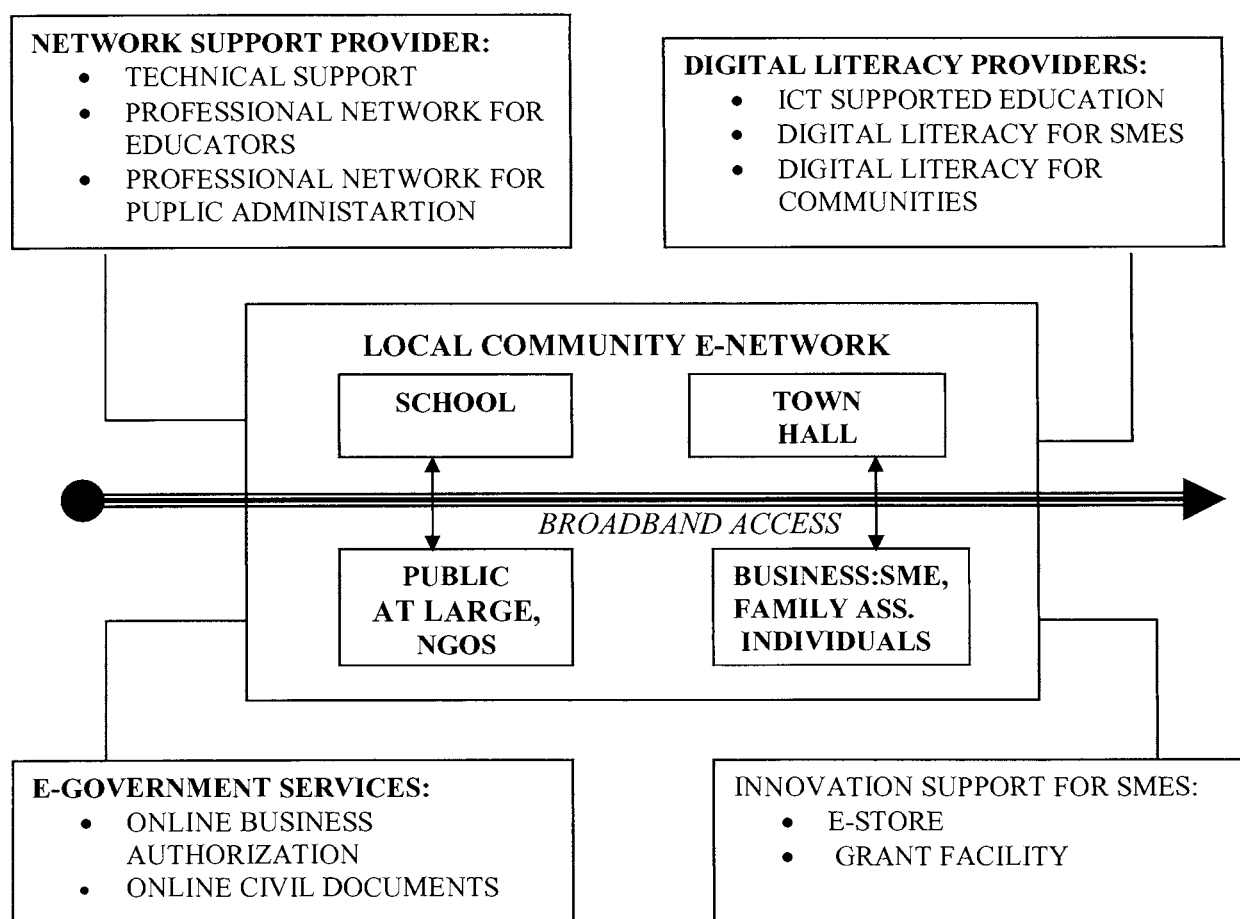 NETWORK SUPPORT PROVIDER:
• TECHNICAL SUPPORT
• PROFESSIONAL NETWORK FOR
EDUCATORS
• PROFESSIONAL NETWORK FOR
PUPLIC ADMINISTARTION
DIGITAL LITERACY PROVIDERS:
• ICT SUPPORTED EDUCATION
• DIGITAL LITERACY FOR SMES
• DIGITAL LITERACY FOR
COMMUNITIES
LOCAL COMMUNITY E-NETWORK
SCHOOL
TOWN
HALL
BROADBAND ACCESS
PUBLIC
AT LARGE,
NGOS
BUSINESS:SME,
FAMILY ASS.
INDIVIDUALS
E-GOVERNMENT SERVICES:
• ONLINE BUSINESS
AUTHORIZATION
• ONLINE CIVIL DOCUMENTS
INNOVATION SUPPORT FOR SMES:
• E-STORE
• GRANT FACILITY